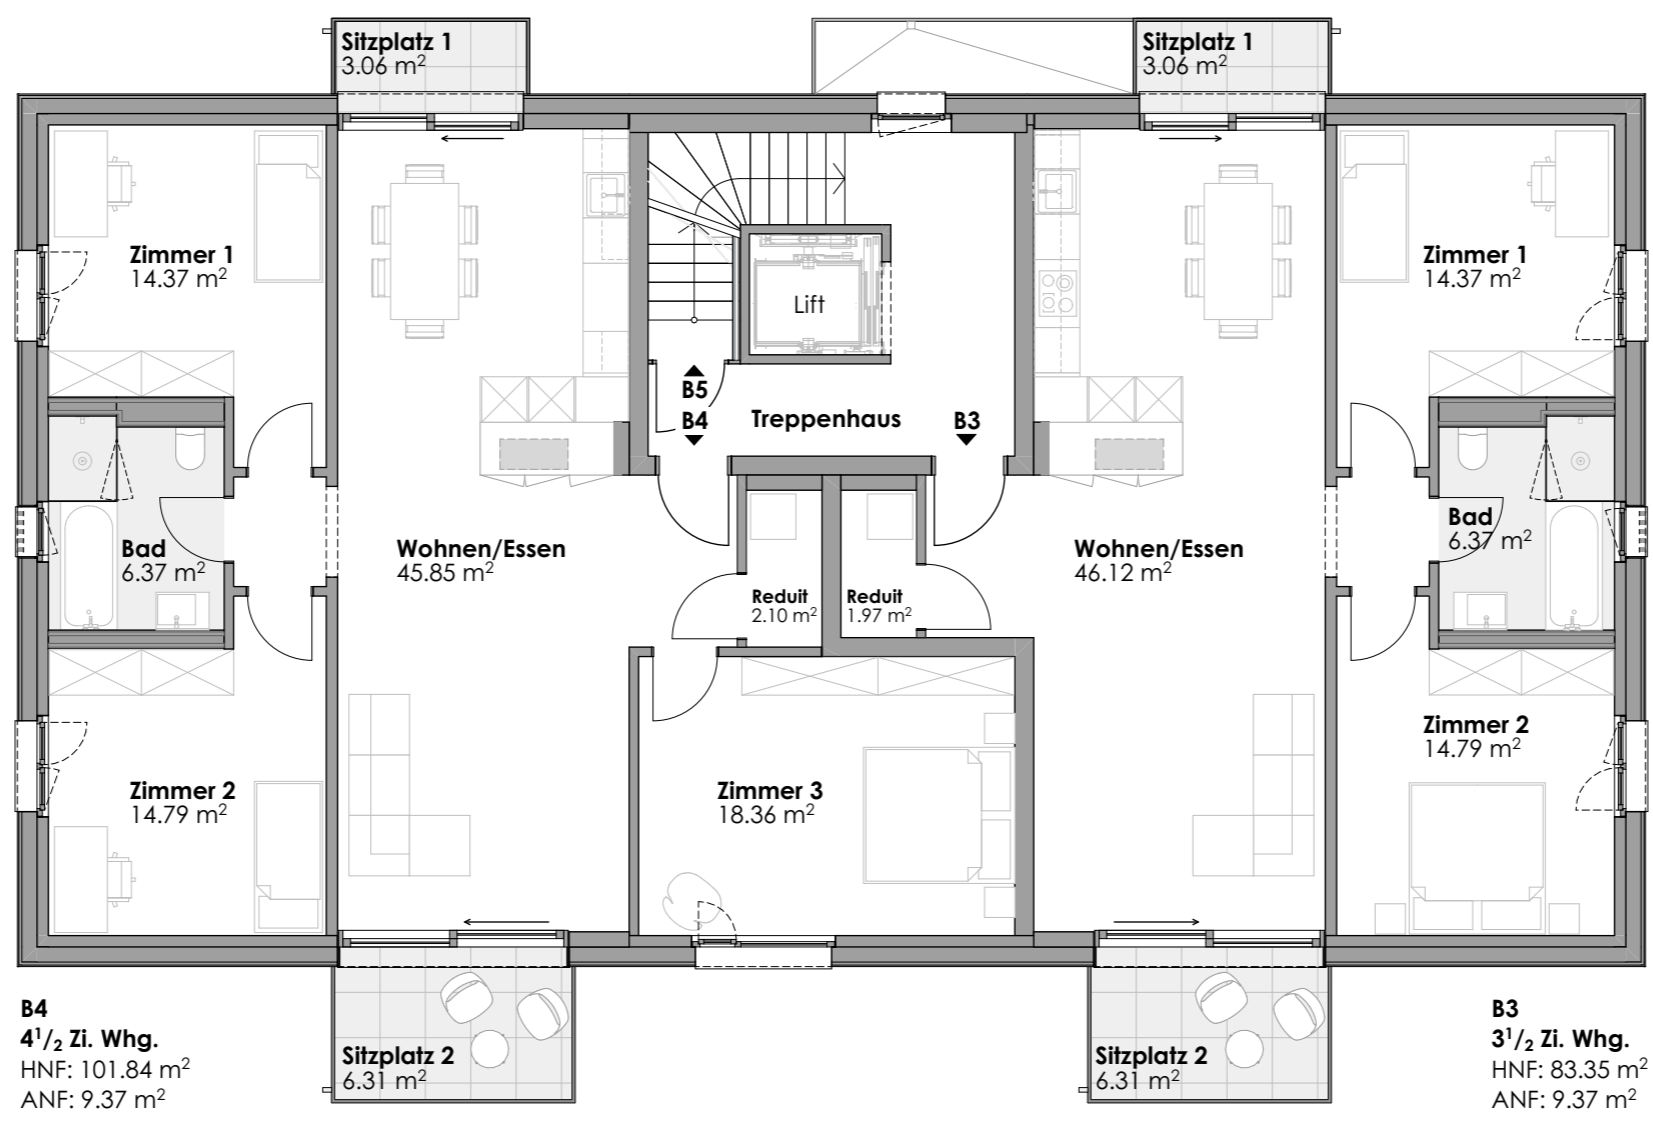 Sitzplatz 1
3.06 m²
Sitzplatz 1
3.06 m²
Zimmer 1
14.37 m²
Zimmer 1
14.37 m²
Lift
B5
B4
Treppenhaus
B3
Bad
6.37 m²
Wohnen/Essen
45.85 m²
Reduit
2.10 m²
Reduit
1.97 m²
Wohnen/Essen
46.12 m²
Bad
6.37 m²
Zimmer 2
14.79 m²
Zimmer 3
18.36 m²
Zimmer 2
14.79 m²
Sitzplatz 2
6.31 m²
Sitzplatz 2
6.31 m²
B4
4¹/₂ Zi. Whg.
HNF: 101.84 m²
ANF: 9.37 m²
B3
3¹/₂ Zi. Whg.
HNF: 83.35 m²
ANF: 9.37 m²